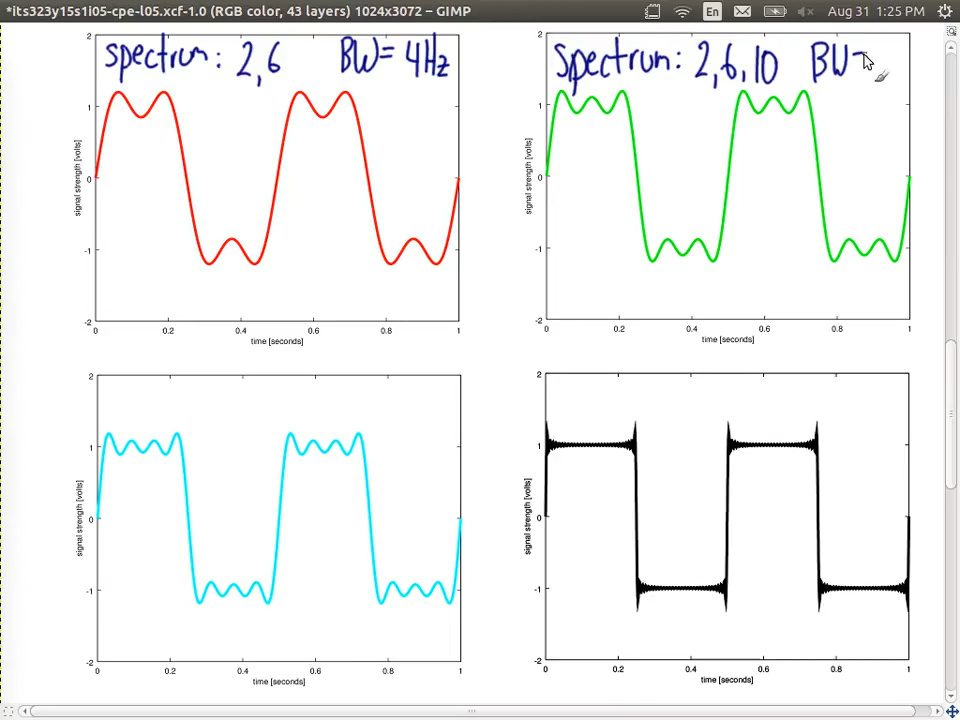 *its323y15s1i05-cpe-l05.xcf-1.0 (RGB color, 43 layers) 1024x3072 – GIMP
En
Aug 31 1:25 PM
spectrum: 2,6 BW= 4Hz
2
1
0
-1
-2
signal strength [volts]
0 0.2 0.4 0.6 0.8 1
time [seconds]
spectrum: 2,6,10 BW=
2
1
0
-1
-2
signal strength [volts]
0 0.2 0.4 0.6 0.8 1
time [seconds]
2
1
0
-1
-2
signal strength [volts]
0 0.2 0.4 0.6 0.8 1
time [seconds]
2
1
0
-1
-2
signal strength [volts]
0 0.2 0.4 0.6 0.8 1
time [seconds]